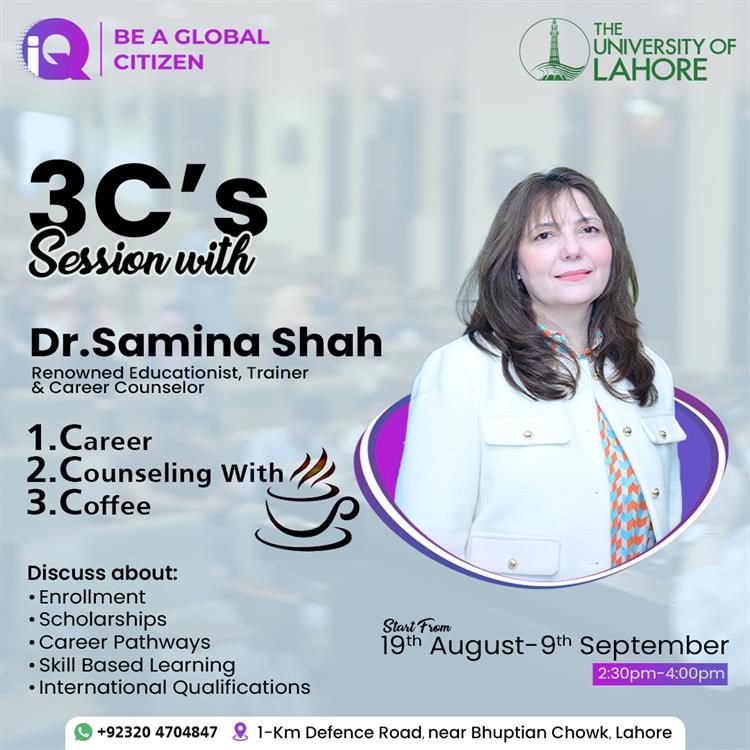 iQ
BE A GLOBAL
CITIZEN
THE
UNIVERSITY OF
LAHORE
3C's
Session with
Dr.Samina Shah
Renowned Educationist, Trainer
& Career Counselor
1.Career
2.Counseling With
3.Coffee
Discuss about:
• Enrollment
• Scholarships
• Career Pathways
• Skill Based Learning
• International Qualifications
Start From
19th August-9th September
2:30pm-4:00pm
+92320 4704847
1-Km Defence Road, near Bhuptian Chowk, Lahore